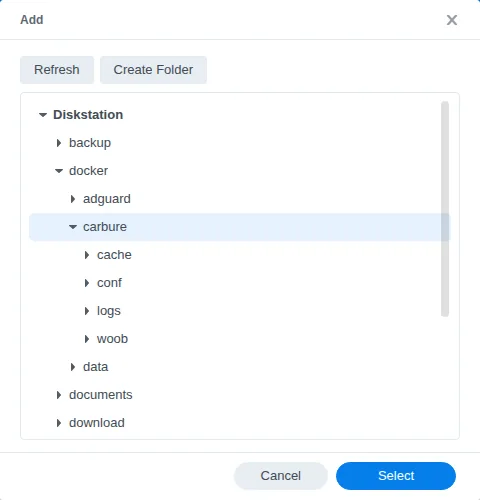 Add
Refresh Create Folder
Diskstation
backup
docker
adguard
carbure
cache
conf
logs
woob
data
documents
download
Cancel Select